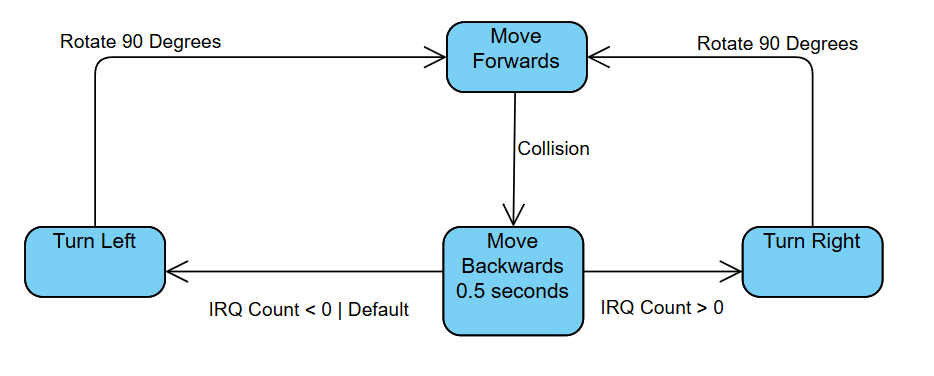 Rotate 90 Degrees
Move
Forwards
Rotate 90 Degrees
Collision
Turn Left
Move
Backwards
0.5 seconds
Turn Right
IRQ Count < 0 | Default
IRQ Count > 0